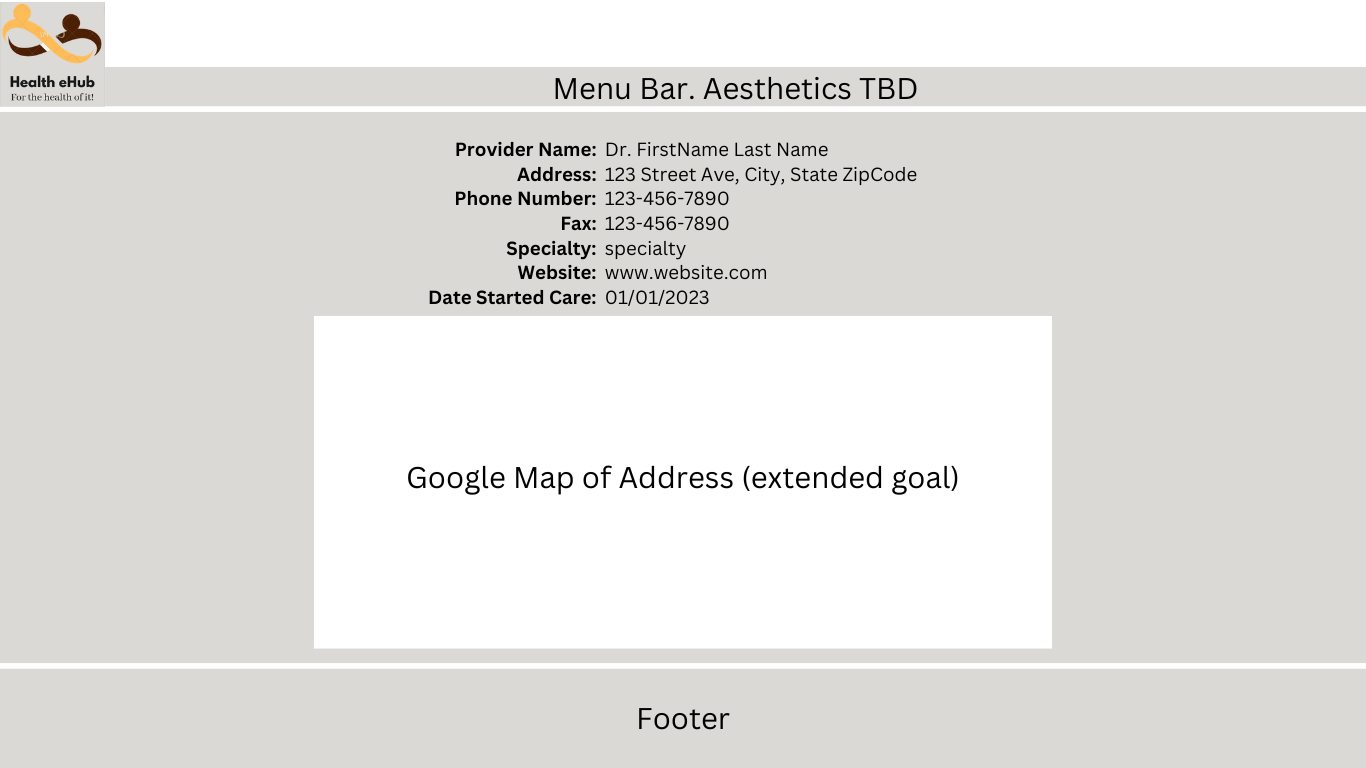 Health eHub
For the health of it!
Menu Bar. Aesthetics TBD
Provider Name: Dr. FirstName Last Name
Address: 123 Street Ave, City, State ZipCode
Phone Number: 123-456-7890
Fax: 123-456-7890
Specialty: specialty
Website: www.website.com
Date Started Care: 01/01/2023
Google Map of Address (extended goal)
Footer